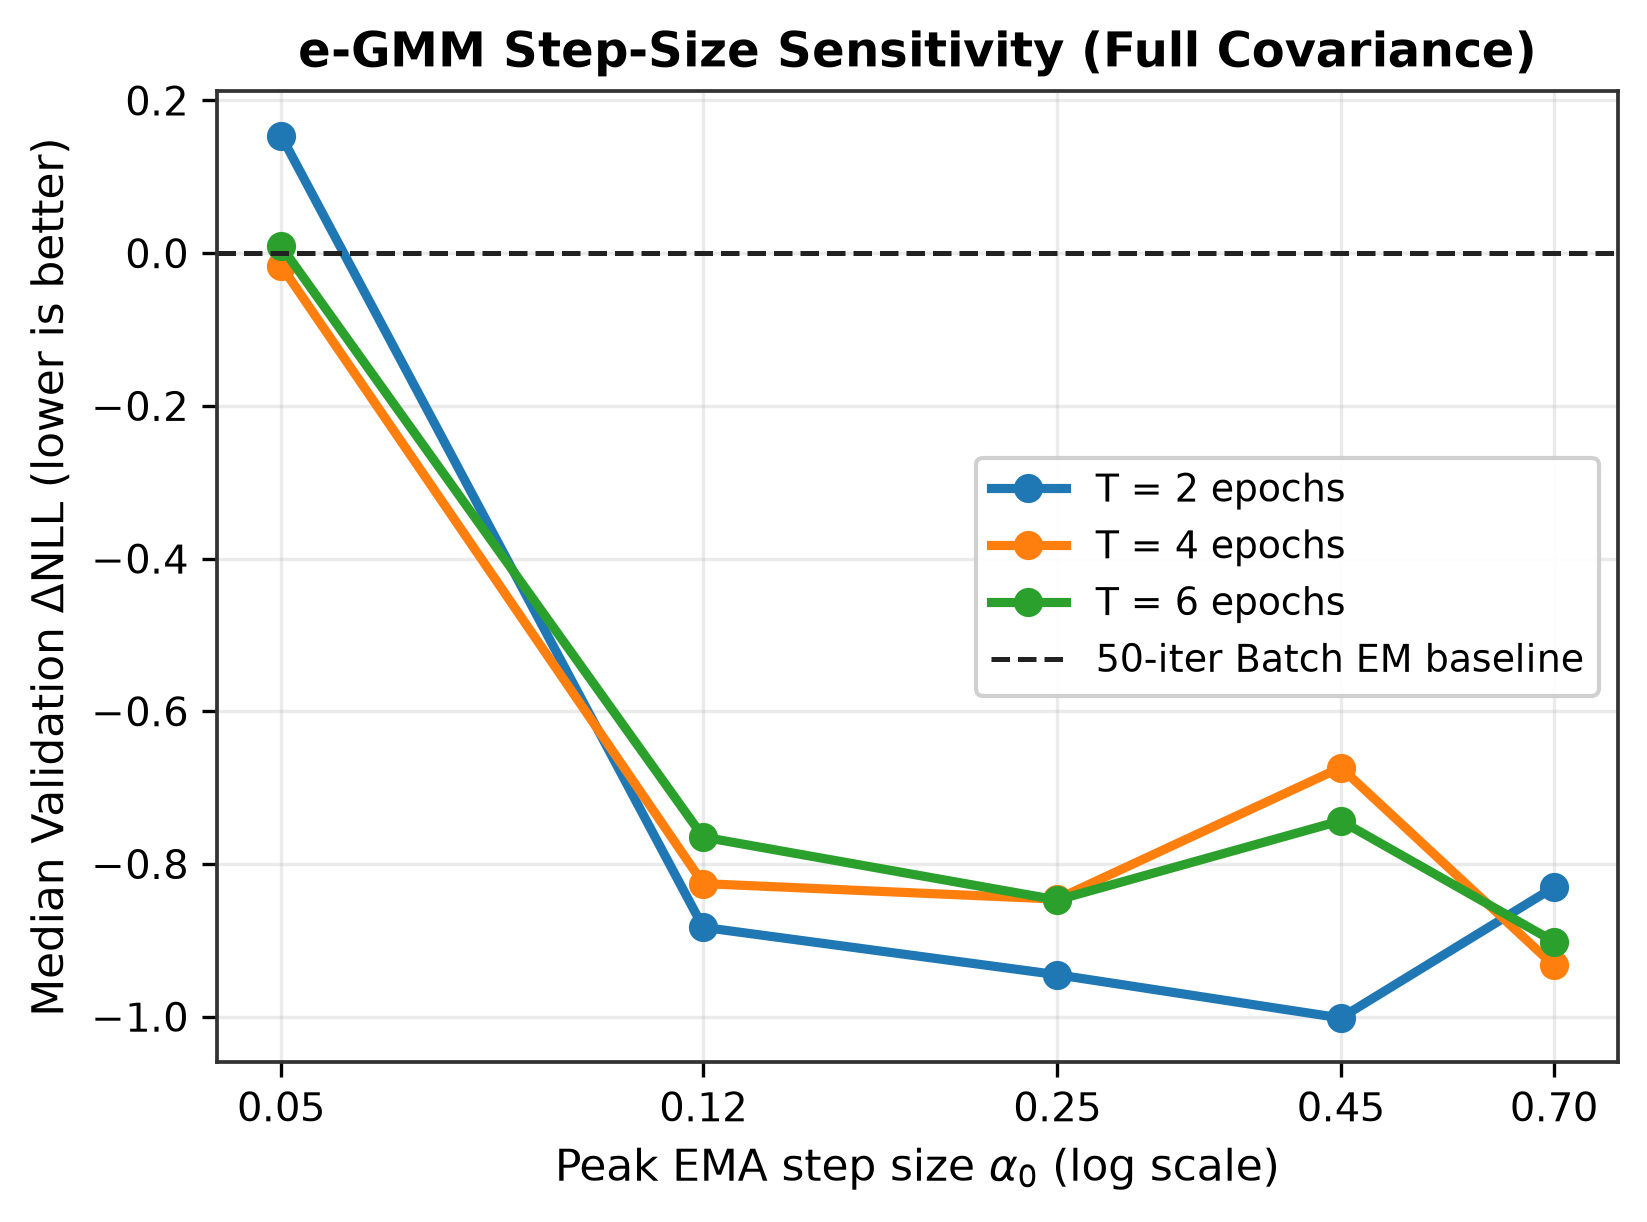 e-GMM Step-Size Sensitivity (Full Covariance)
Median Validation ΔNLL (lower is better)
0.2
0.0
−0.2
−0.4
−0.6
−0.8
−1.0
T = 2 epochs
T = 4 epochs
T = 6 epochs
50-iter Batch EM baseline
0.05 0.12 0.25 0.45 0.70
Peak EMA step size α₀ (log scale)